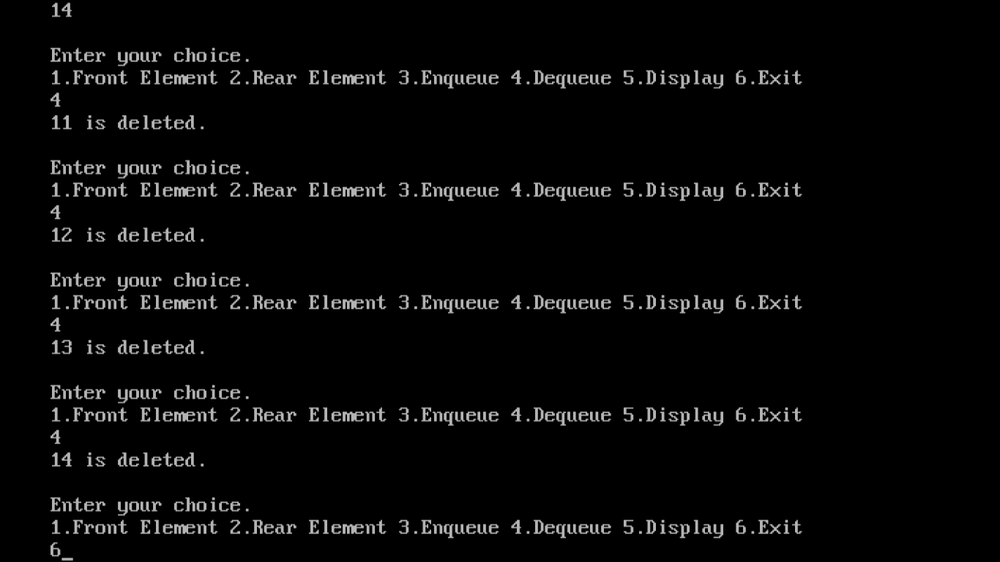 14
Enter your choice.
1.Front Element 2.Rear Element 3.Enqueue 4.Dequeue 5.Display 6.Exit
4
11 is deleted.
Enter your choice.
1.Front Element 2.Rear Element 3.Enqueue 4.Dequeue 5.Display 6.Exit
4
12 is deleted.
Enter your choice.
1.Front Element 2.Rear Element 3.Enqueue 4.Dequeue 5.Display 6.Exit
4
13 is deleted.
Enter your choice.
1.Front Element 2.Rear Element 3.Enqueue 4.Dequeue 5.Display 6.Exit
4
14 is deleted.
Enter your choice.
1.Front Element 2.Rear Element 3.Enqueue 4.Dequeue 5.Display 6.Exit
6_